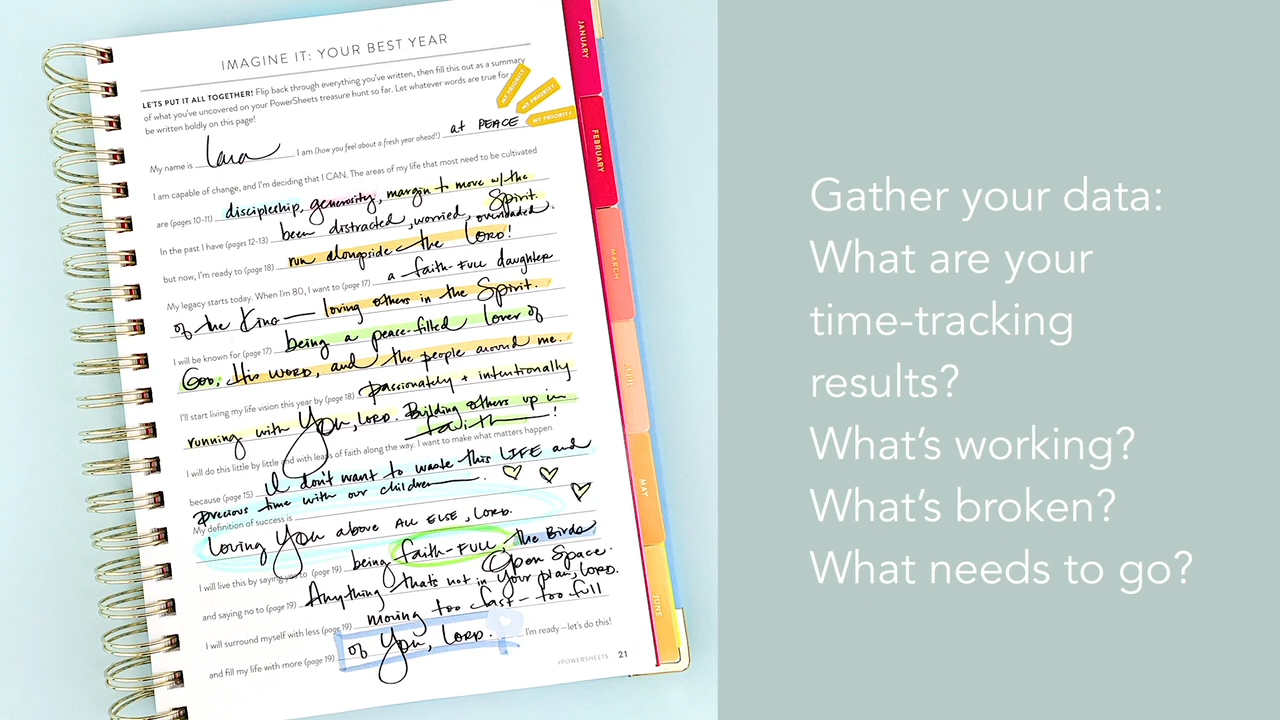 IMAGINE IT: YOUR BEST YEAR
LET'S PUT IT ALL TOGETHER! Flip back through everything you've written, then fill this out as a summary
of what you've uncovered on your PowerSheets treasure hunt so far. Let whatever words are true for
be written boldly on this page!
MY PRIORITY
MY PRIORITY
MY PRIORITY
My name is Lara I am (how you feel about a fresh year ahead!) at PEACE
I am capable of change, and I'm deciding that I CAN. The areas of my life that most need to be cultivated
are (pages 10-11) discipleship, generosity, margin to move w/ the Spirit.
In the past I have (pages 12-13) been distracted, worried, overloaded.
but now, I'm ready to (page 18) run alongside the LORD!
My legacy starts today. When I'm 80, I want to (page 17) a faith-FULL daughter
of the King — loving others in the Spirit.
I will be known for (page 17) being a peace-filled lover of
GOD, His WORD, and the people around me.
I'll start living my life vision this year by (page 18) passionately + intentionally
running with You, LORD. Building others up in
faith!
I will do this little by little and with leaps of faith along the way. I want to make what matters happen
because (page 15) I don't want to waste this LIFE and
precious time with our children.
My definition of success is
loving You above ALL ELSE, LORD.
I will live this by saying yes to (page 19) being faith-FULL, the Birds
Open Space.
and saying no to (page 19) Anything that's not in Your plan, LORD.
I will surround myself with less (page 19) moving too fast – too full
and fill my life with more (page 19) of You, LORD. I'm ready—let's do this!
#POWERSHEETS 21
JANUARY
FEBRUARY
MARCH
APRIL
MAY
JUNE
Gather your data:
What are your
time-tracking
results?
What's working?
What's broken?
What needs to go?